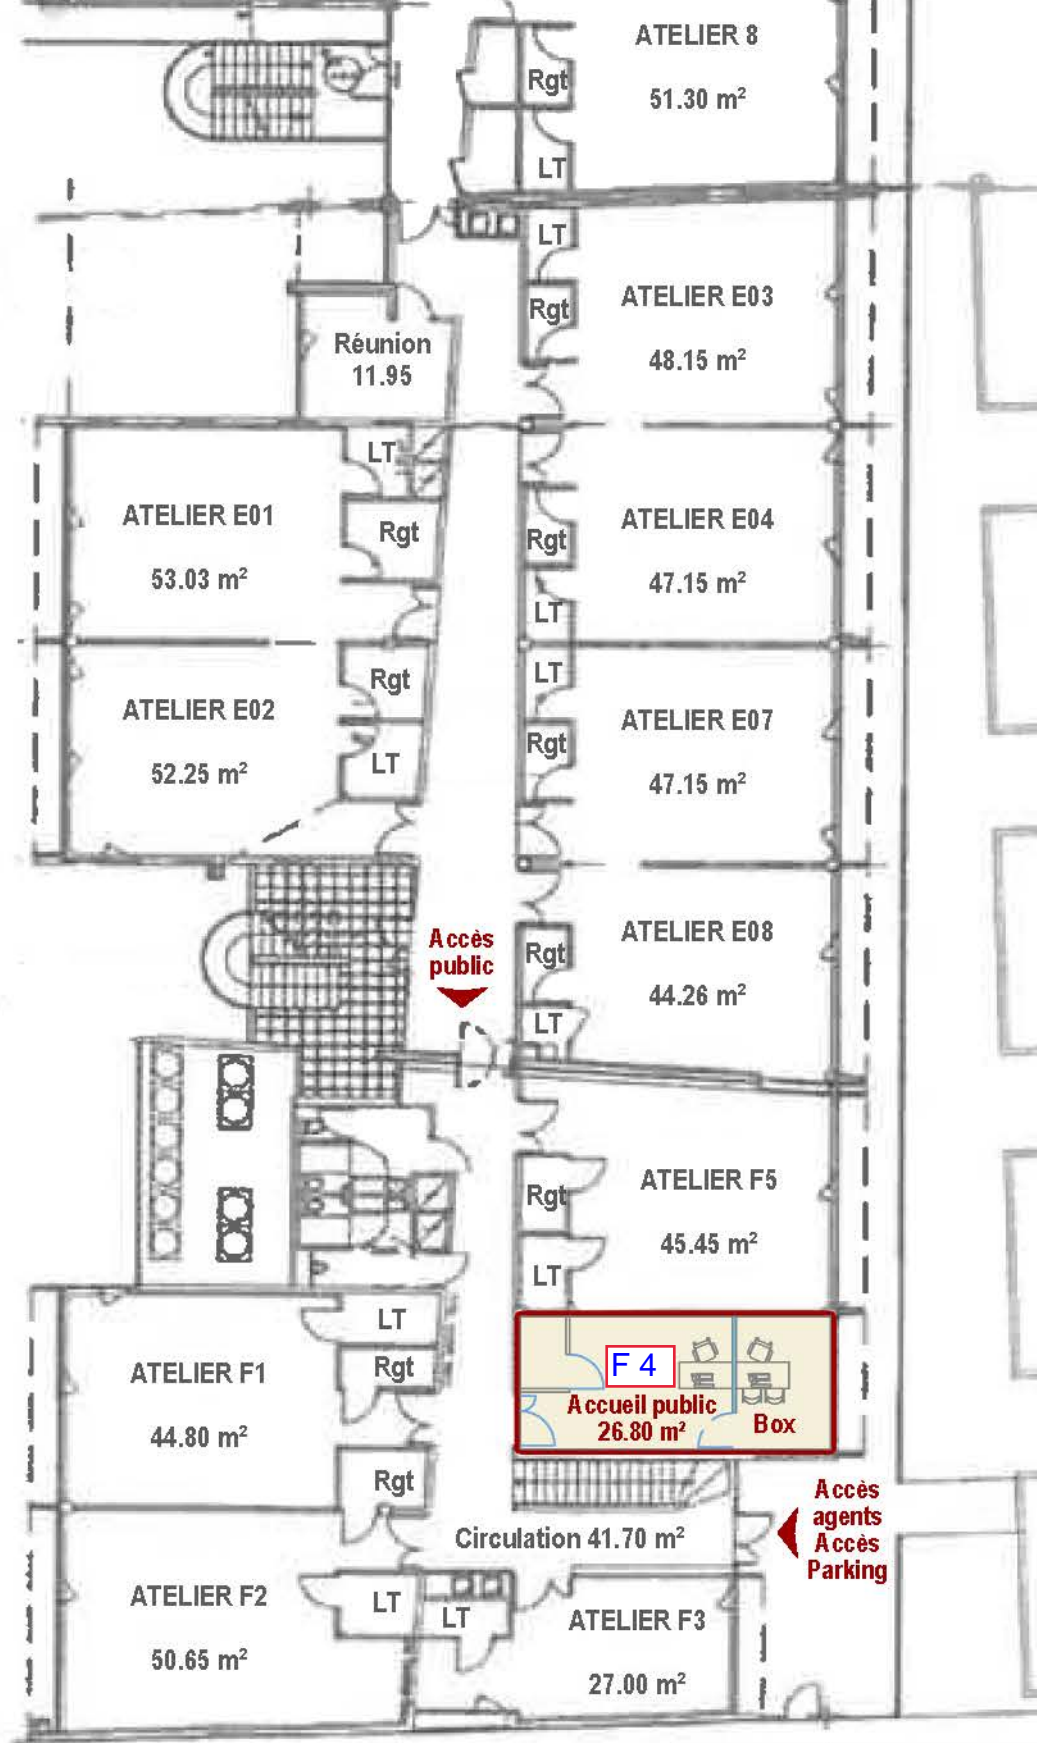 ATELIER 8
51.30 m²
Rgt
LT
LT
Rgt
ATELIER E03
48.15 m²
Réunion
11.95
LT
Rgt
ATELIER E01
53.03 m²
ATELIER E04
47.15 m²
Rgt
LT
Rgt
LT
ATELIER E02
52.25 m²
LT
Rgt
ATELIER E07
47.15 m²
Accès
public
Rgt
LT
ATELIER E08
44.26 m²
Rgt
LT
ATELIER F5
45.45 m²
LT
Rgt
ATELIER F1
44.80 m²
F 4
Accueil public
26.80 m²
Box
Rgt
Circulation 41.70 m²
Accès
agents
Accès
Parking
ATELIER F2
50.65 m²
LT
LT
ATELIER F3
27.00 m²